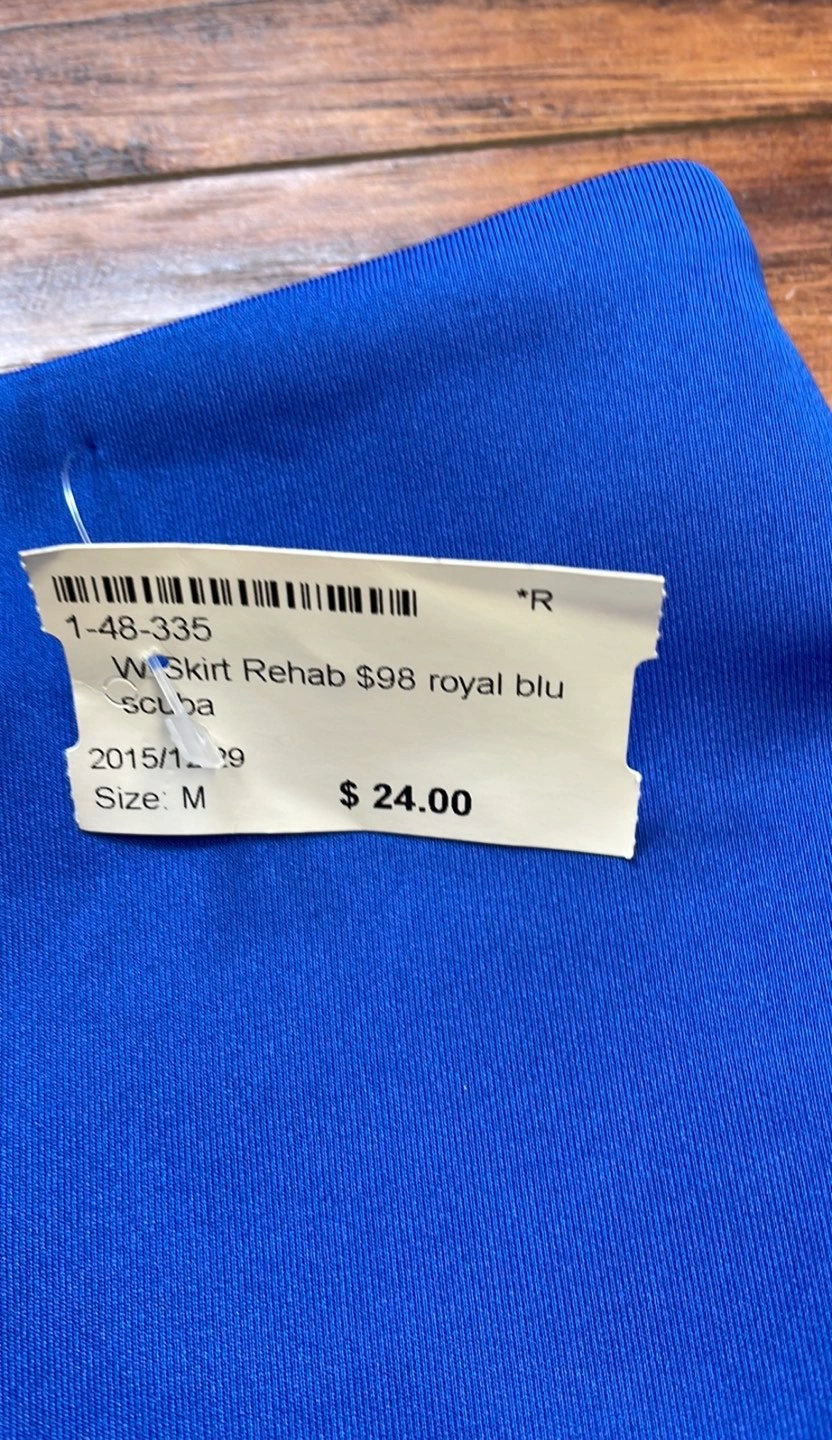 *R
1-48-335
W. Skirt Rehab $98 royal blu
scuba
Size: M $ 24.00